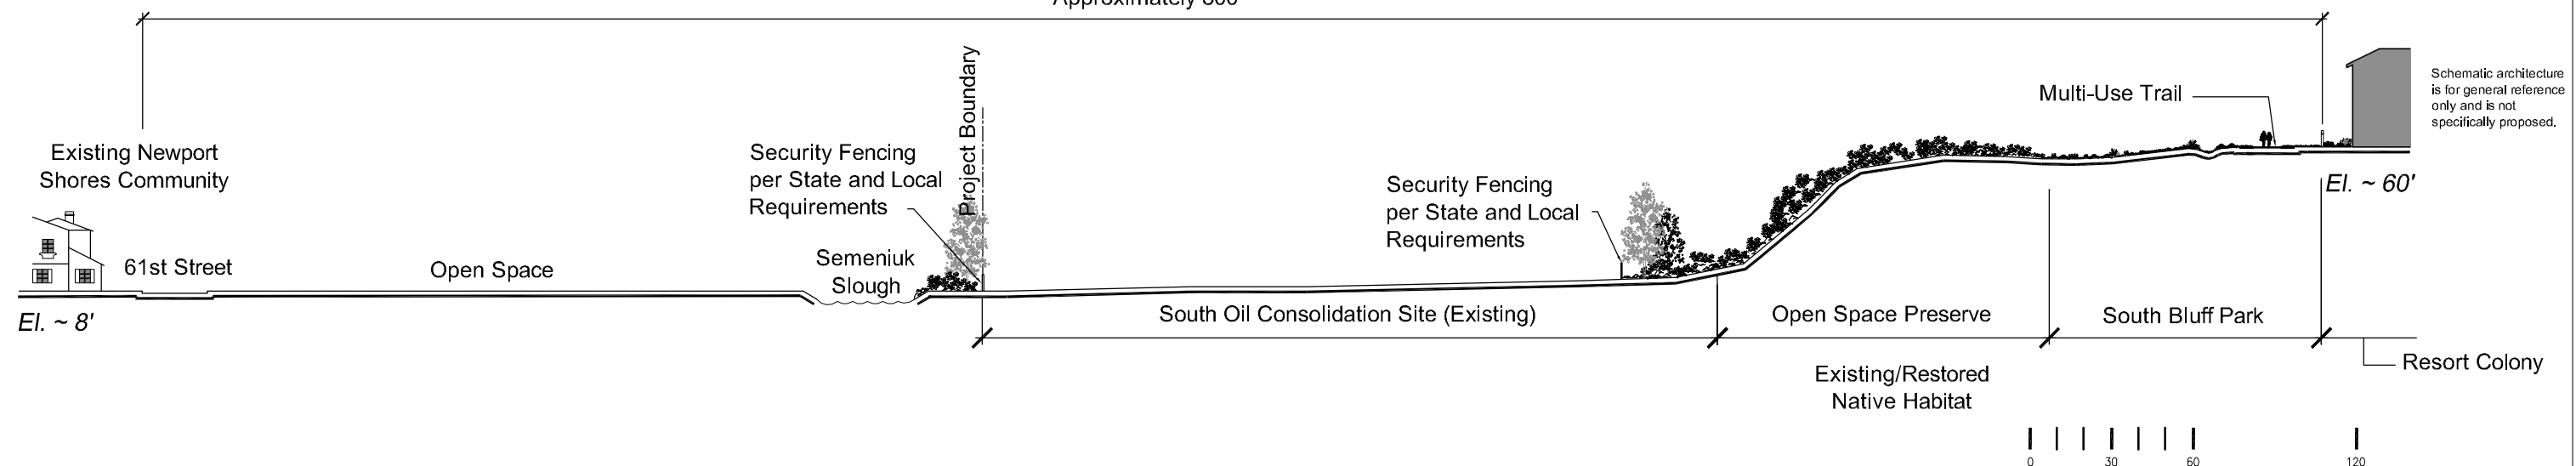 Approximately 800'
Project Boundary
Multi-Use Trail
Schematic architecture
is for general reference
only and is not
specifically proposed.
Existing Newport
Shores Community
Security Fencing
per State and Local
Requirements
Security Fencing
per State and Local
Requirements
El. ~ 60'
61st Street
Open Space
Semeniuk
Slough
El. ~ 8'
South Oil Consolidation Site (Existing)
Open Space Preserve
South Bluff Park
Resort Colony
Existing/Restored
Native Habitat
0 30 60 120